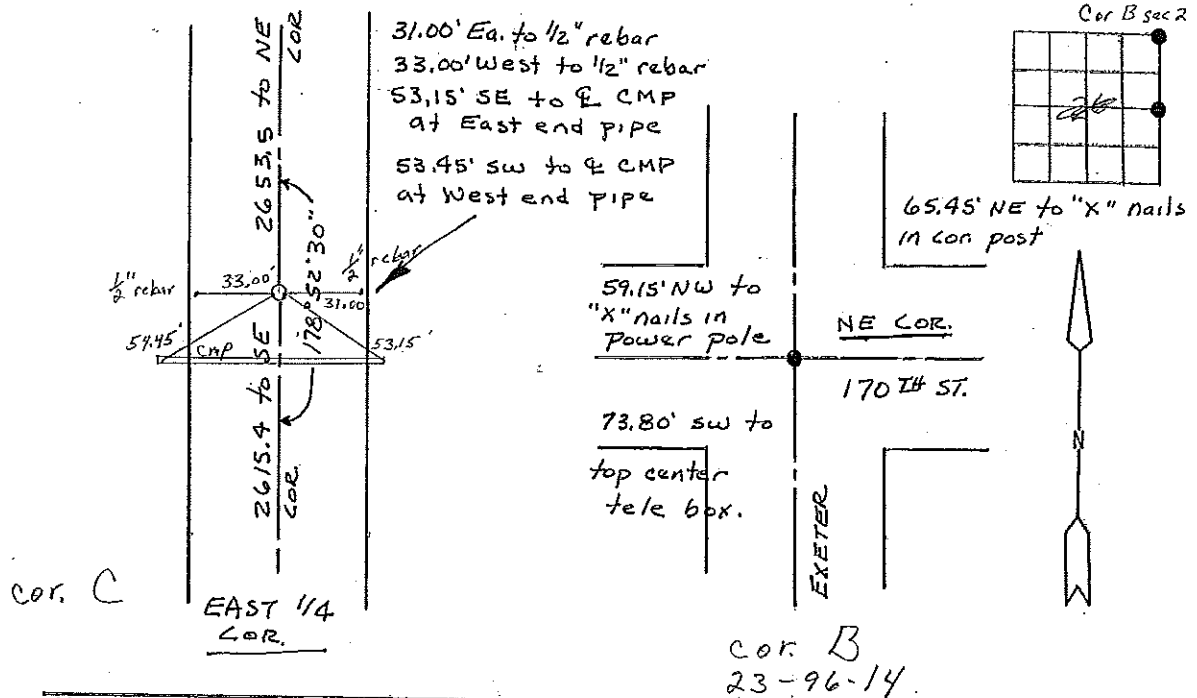 Cor B sec 2
26
31.00' Ea. to 1/2" rebar
33.00' West to 1/2" rebar
53.15' SE to ℄ CMP
at East end pipe
53.45' SW to ℄ CMP
at West end pipe
2653.5 to NE
COR
178°52'30"
1/2" rebar
33.00'
1/2" rebar
31.00
54.45'
CMP
53.15'
2615.4 to SE
COR.
cor. C
EAST 1/4
COR.
65.45' NE to "X" nails
in con post
59.15' NW to
"X" nails in
power pole
NE COR.
170 TH ST.
73.80' SW to
top center
tele box.
EXETER
N
cor. B
23-96-14